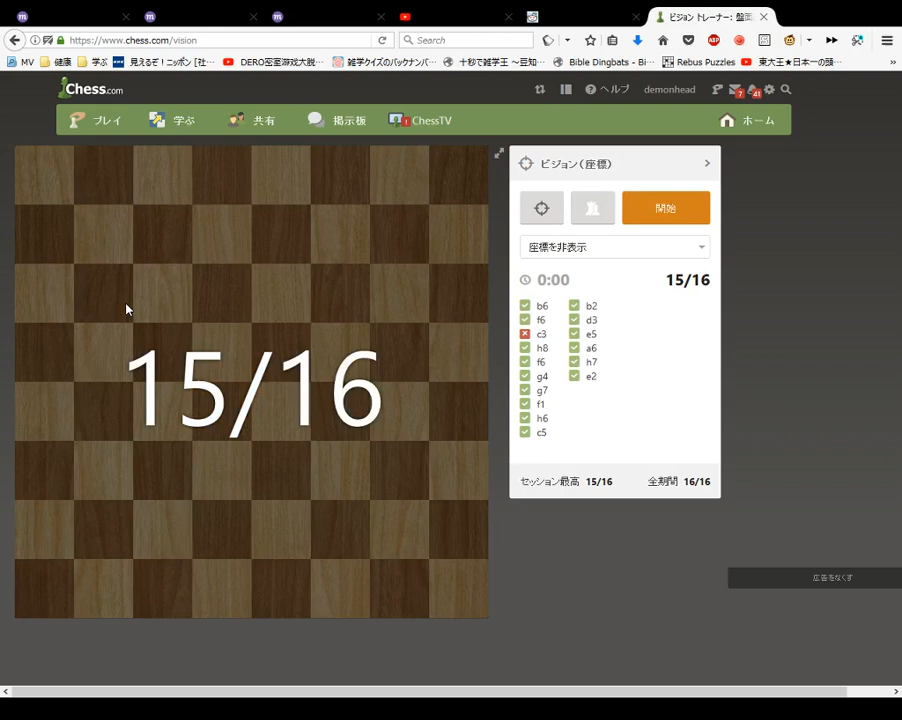 ビジョン トレーナー: 盤面
https://www.chess.com/vision
Search
MV 健康 学ぶ 見えるぞ!ニッポン [社… DERO密室游戏大脱… 雑学クイズのバックナンバ… 十秒で雑学王 ~豆知… Bible Dingbats - Bi… Rebus Puzzles 東大王★日本一の頭…
Chess.com
ヘルプ demonhead 7 41
プレイ 学ぶ 共有 掲示板 ChessTV ホーム
ビジョン(座標)
開始
座標を非表示
0:00 15/16
b6 b2
f6 d3
c3 e5
h8 a6
f6 h7
g4 e2
g7
f1
h6
c5
15/16
セッション最高 15/16 全期間 16/16
広告をなくす